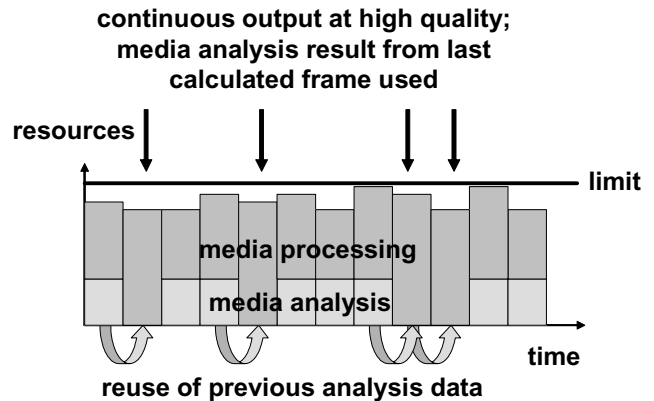 continuous output at high quality;
media analysis result from last
calculated frame used
resources
limit
media processing
media analysis
time
reuse of previous analysis data